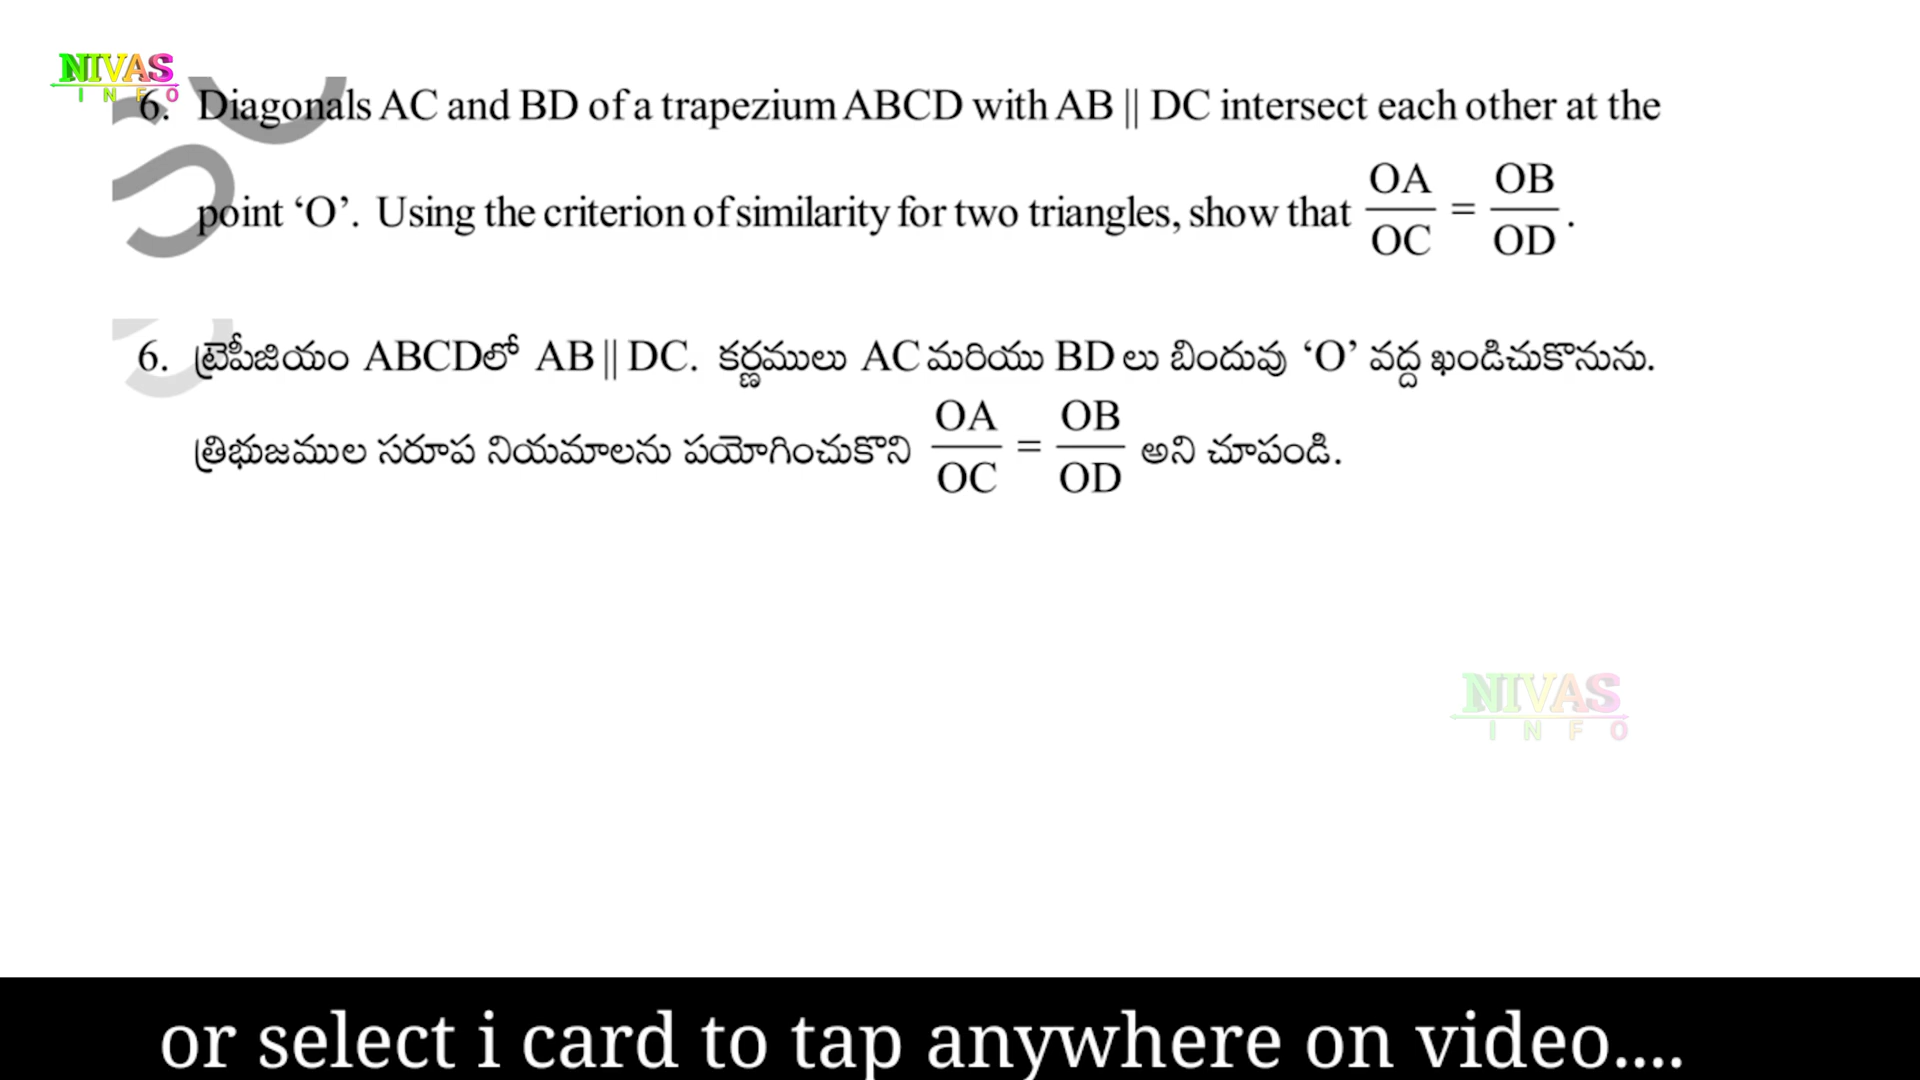 NIVAS
INFO
6. Diagonals AC and BD of a trapezium ABCD with AB || DC intersect each other at the
point ‘O’. Using the criterion of similarity for two triangles, show that OA/OC = OB/OD.
6. ట్రెపీజియం ABCDలో AB || DC. కర్ణములు AC మరియు BD లు బిందువు ‘O’ వద్ద ఖండిచుకొనును.
త్రిభుజముల సరూప నియమాలను పయోగించుకొని OA/OC = OB/OD అని చూపండి.
NIVAS
INFO
or select i card to tap anywhere on video....